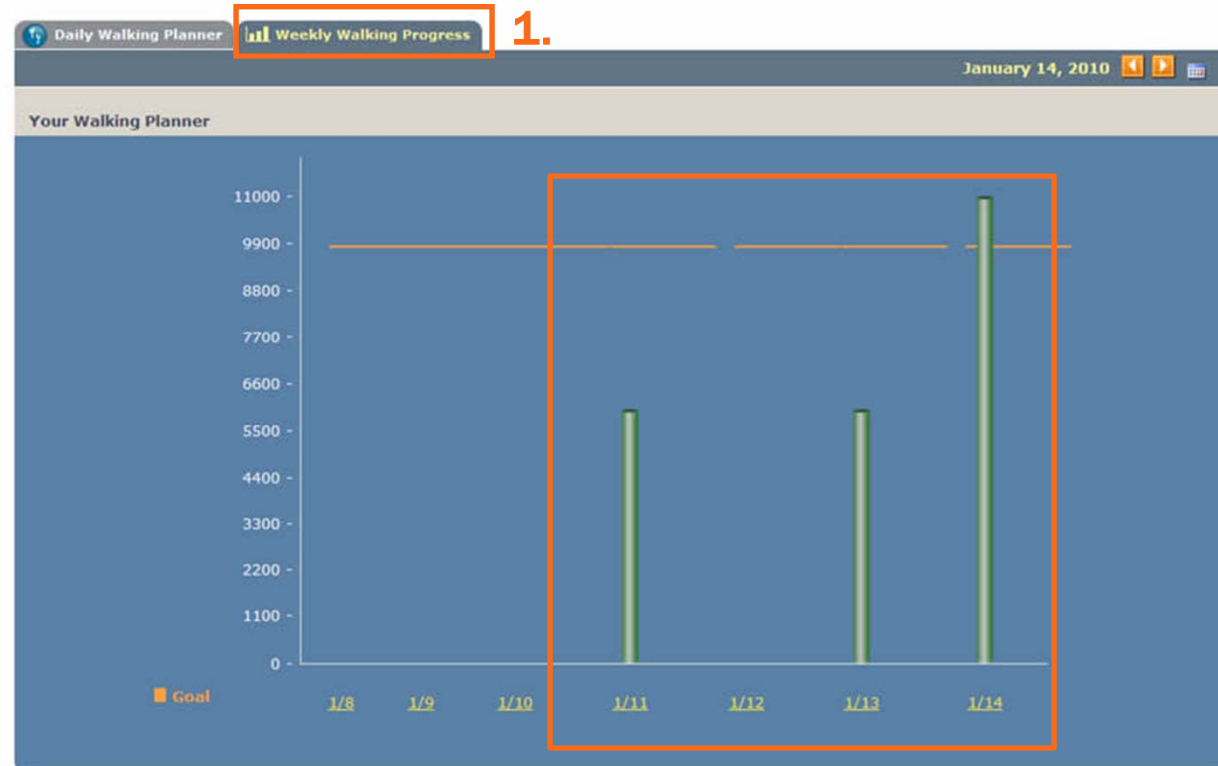 Daily Walking Planner Weekly Walking Progress 1.
January 14, 2010
Your Walking Planner
11000 -
9900 -
8800 -
7700 -
6600 -
5500 -
4400 -
3300 -
2200 -
1100 -
0 -
Goal 1/8 1/9 1/10 1/11 1/12 1/13 1/14